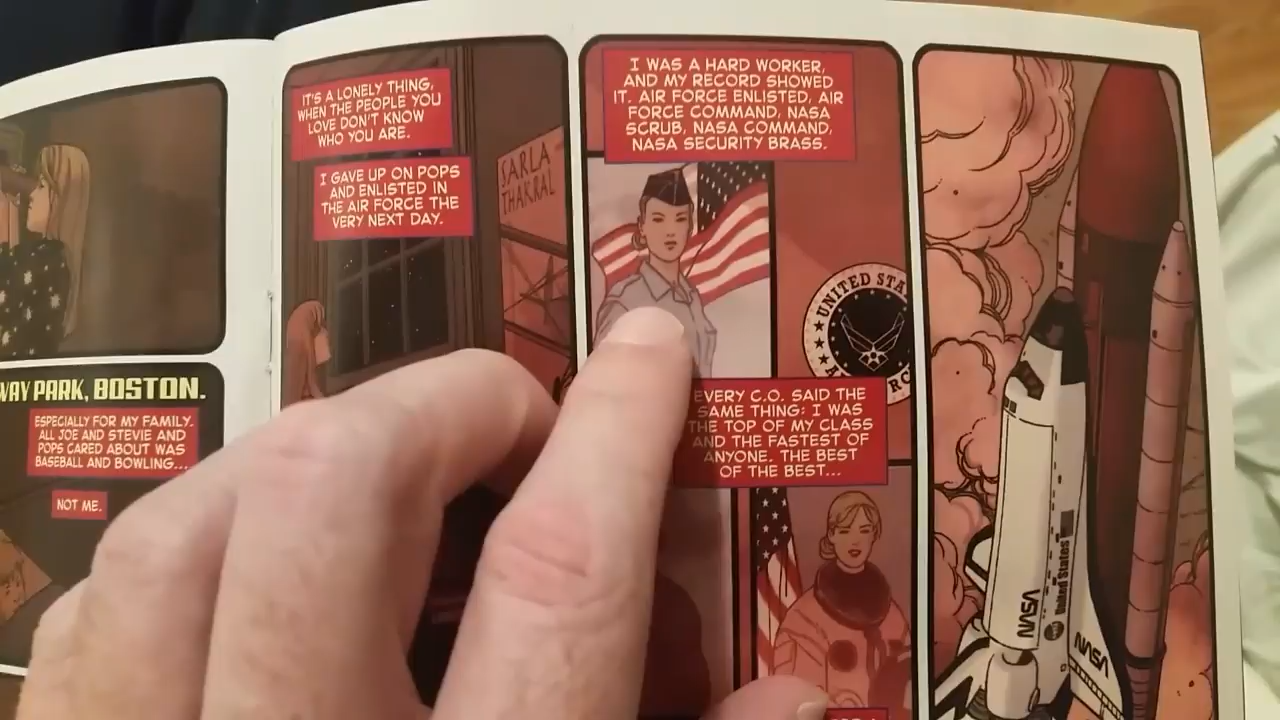 WAY PARK, BOSTON.
ESPECIALLY FOR MY FAMILY.
ALL JOE AND STEVIE AND
POPS CARED ABOUT WAS
BASEBALL AND BOWLING...
NOT ME.
IT'S A LONELY THING,
WHEN THE PEOPLE YOU
LOVE DON'T KNOW
WHO YOU ARE.
I GAVE UP ON POPS
AND ENLISTED IN
THE AIR FORCE THE
VERY NEXT DAY.
SARLA
THAKRAL
I WAS A HARD WORKER,
AND MY RECORD SHOWED
IT. AIR FORCE ENLISTED, AIR
FORCE COMMAND, NASA
SCRUB, NASA COMMAND,
NASA SECURITY BRASS.
UNITED STA
EVERY C.O. SAID THE
SAME THING: I WAS
THE TOP OF MY CLASS
AND THE FASTEST OF
ANYONE. THE BEST
OF THE BEST...
United States
NASA
NASA